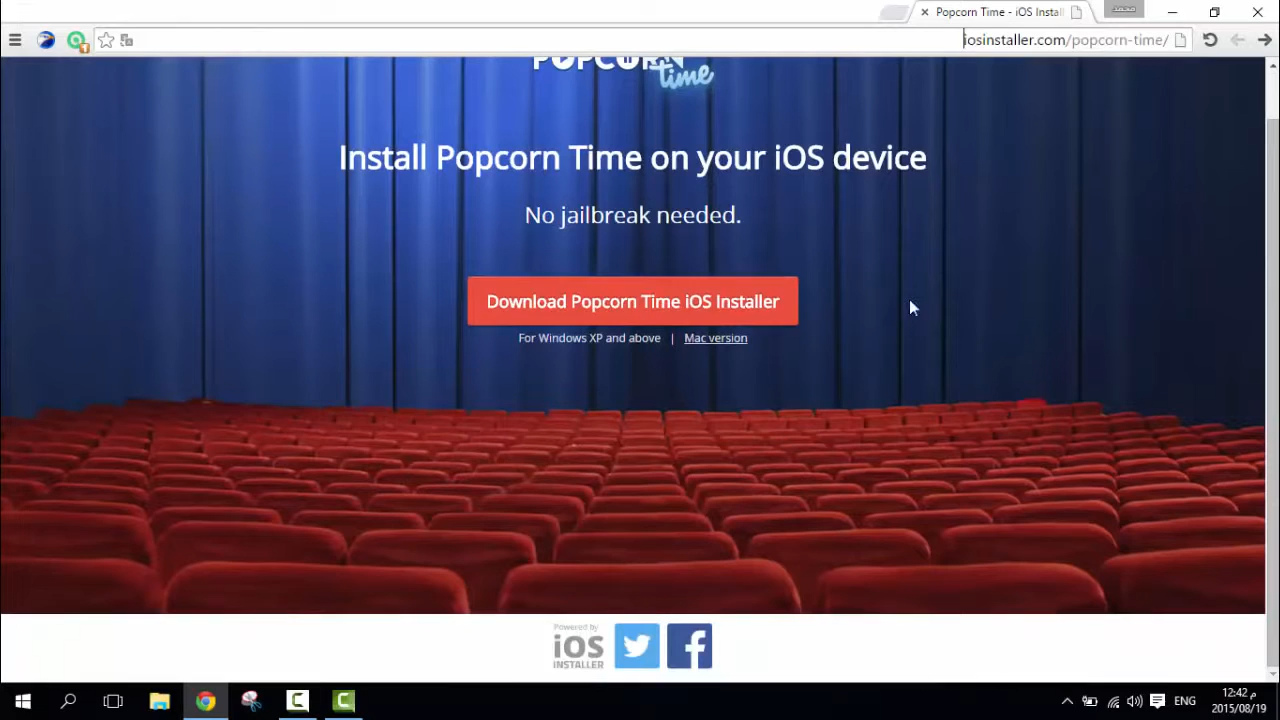 Popcorn Time - iOS Install
محمد
iosinstaller.com/popcorn-time/
POPCORN
time
Install Popcorn Time on your iOS device
No jailbreak needed.
Download Popcorn Time iOS Installer
For Windows XP and above | Mac version
Powered by
iOS
INSTALLER
ENG
12:42 م
2015/08/19